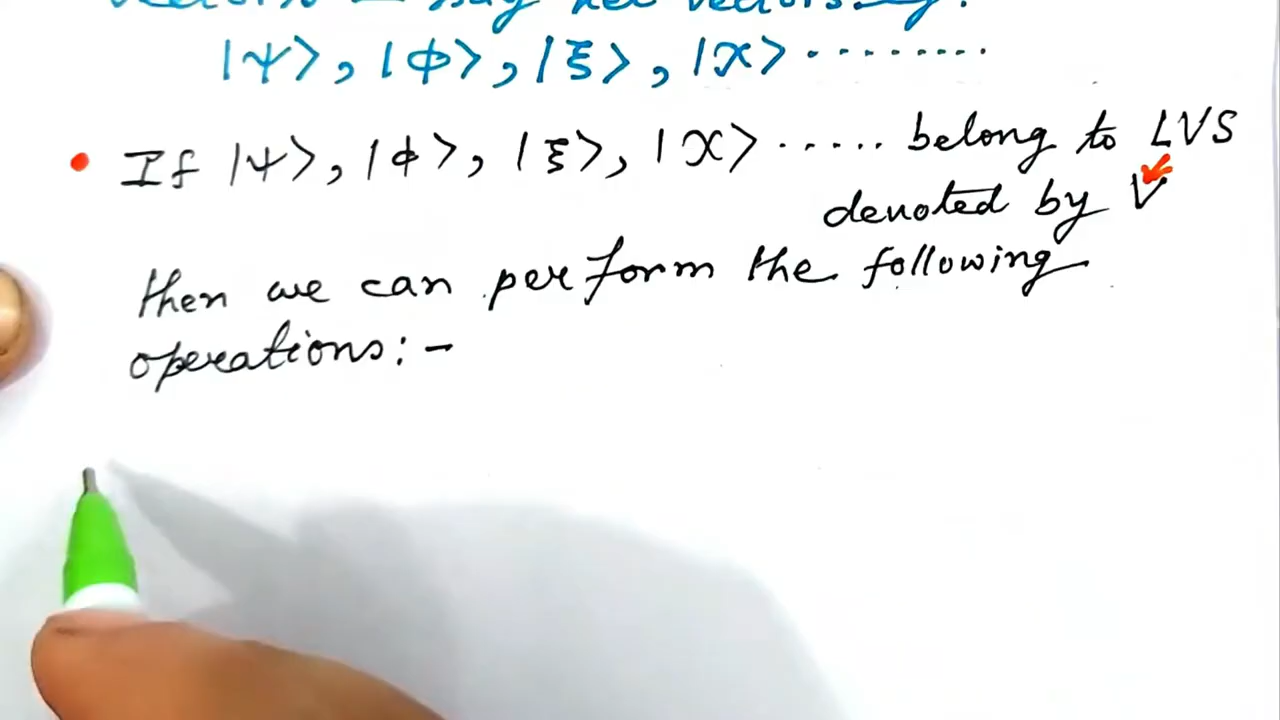 |ψ>, |ϕ>, |ξ>, |χ> ........
• If |ψ>, |ϕ>, |ξ>, |χ> ..... belong to LVS
denoted by V
then we can perform the following
operations:-